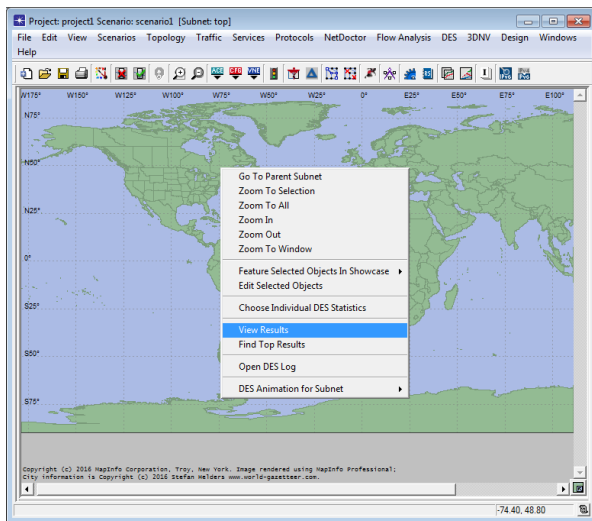 Project: project1 Scenario: scenario1 [Subnet: top]
File Edit View Scenarios Topology Traffic Services Protocols NetDoctor Flow Analysis DES 3DNV Design Windows
Help
W175° W150° W125° W100° W75° W50° W25° 0° E25° E50° E75° E100°
N75°
N50°
N25°
0°
S25°
S50°
S75°
Go To Parent Subnet
Zoom To Selection
Zoom To All
Zoom In
Zoom Out
Zoom To Window
Feature Selected Objects In Showcase
Edit Selected Objects
Choose Individual DES Statistics
View Results
Find Top Results
Open DES Log
DES Animation for Subnet
Copyright (c) 2016 MapInfo Corporation, Troy, New York. Image rendered using MapInfo Professional;
City information is Copyright (c) 2016 Stefan Helders www.world-gazetteer.com.
-74.40, 48.80